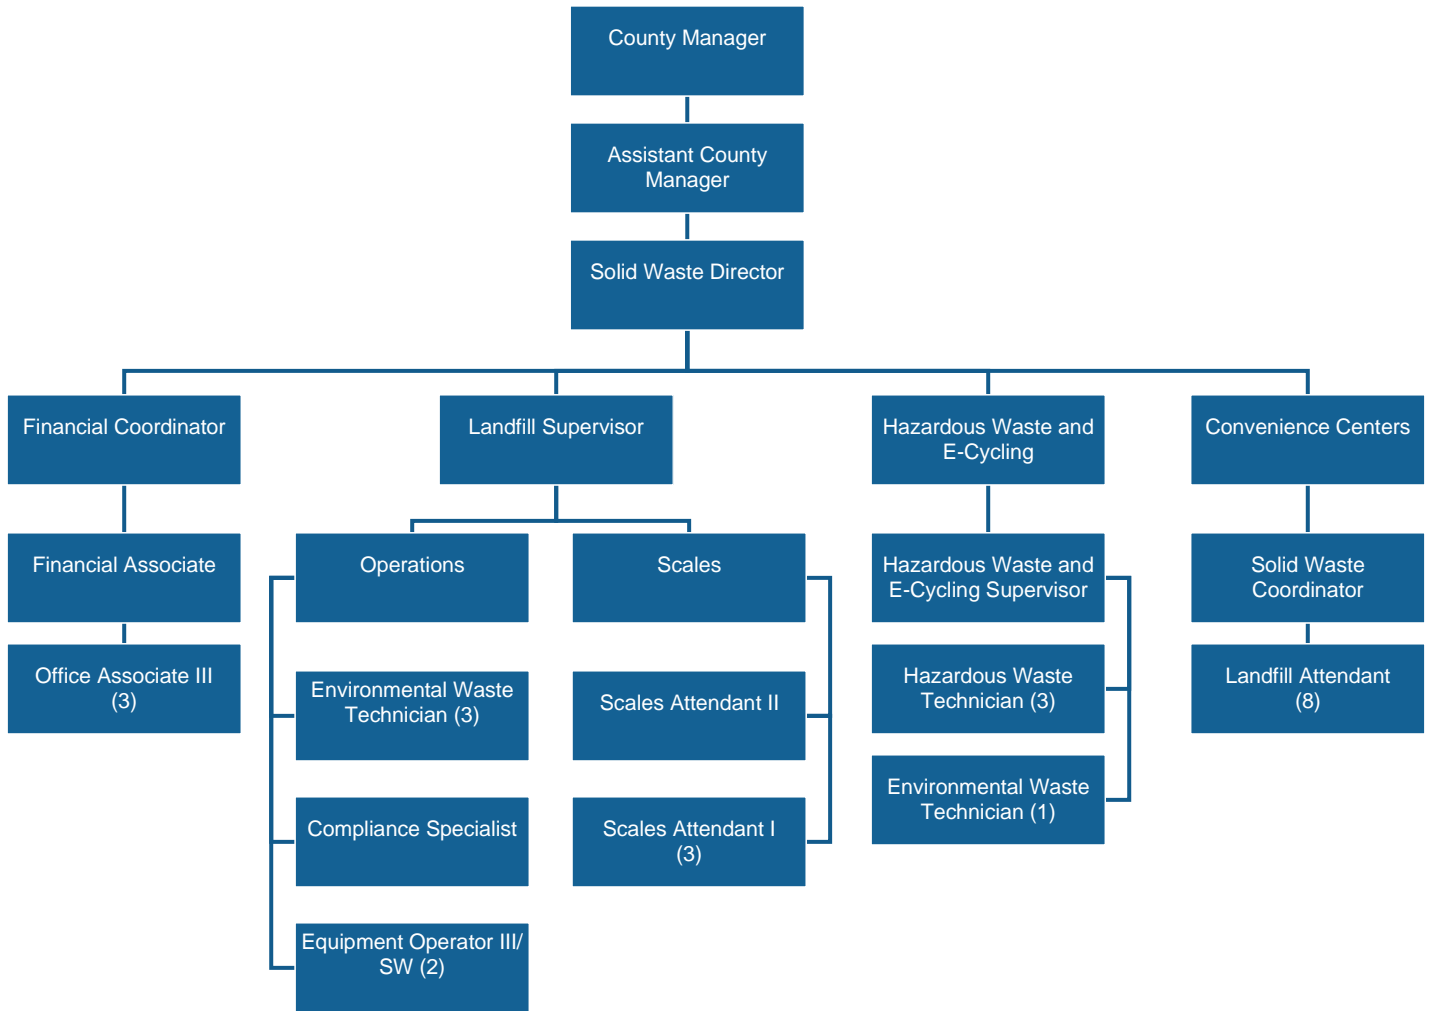 County Manager
Assistant County
Manager
Solid Waste Director
Financial Coordinator
Landfill Supervisor
Hazardous Waste and
E-Cycling
Convenience Centers
Financial Associate
Operations
Scales
Hazardous Waste and
E-Cycling Supervisor
Solid Waste
Coordinator
Office Associate III
(3)
Environmental Waste
Technician (3)
Scales Attendant II
Hazardous Waste
Technician (3)
Landfill Attendant
(8)
Compliance Specialist
Scales Attendant I
(3)
Environmental Waste
Technician (1)
Equipment Operator III/
SW (2)